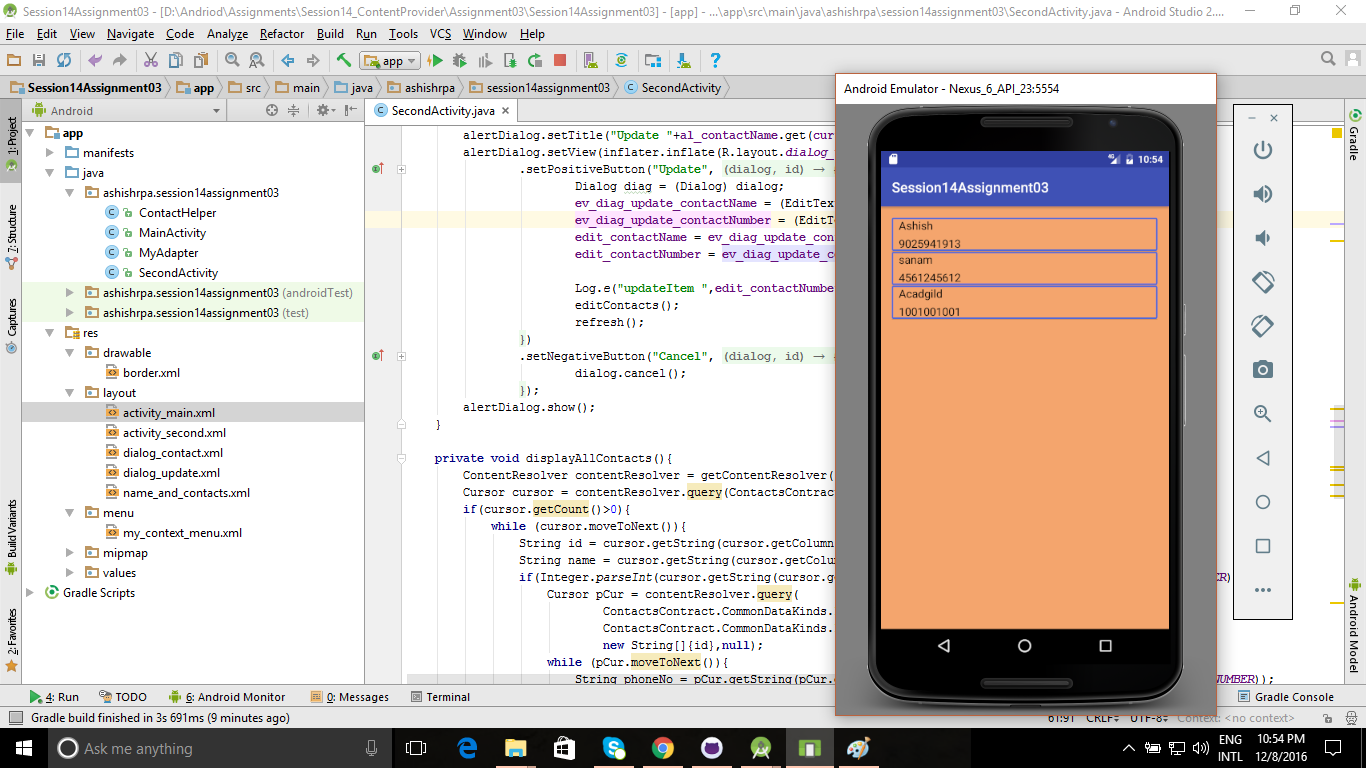 Session14Assignment03 - [D:\Andriod\Assignments\Session14_ContentProvider\Assignment03\Session14Assignment03] - [app] - ...\app\src\main\java\ashishrpa\session14assignment03\SecondActivity.java - Android Studio 2....
File Edit View Navigate Code Analyze Refactor Build Run Tools VCS Window Help
app
Session14Assignment03 app src main java ashishrpa session14assignment03 SecondActivity
Android
SecondActivity.java
1: Project
7: Structure
Captures
Build Variants
2: Favorites
app
manifests
java
ashishrpa.session14assignment03
ContactHelper
MainActivity
MyAdapter
SecondActivity
ashishrpa.session14assignment03 (androidTest)
ashishrpa.session14assignment03 (test)
res
drawable
border.xml
layout
activity_main.xml
activity_second.xml
dialog_contact.xml
dialog_update.xml
name_and_contacts.xml
menu
my_context_menu.xml
mipmap
values
Gradle Scripts
alertDialog.setTitle("Update "+al_contactName.get(cur
alertDialog.setView(inflater.inflate(R.layout.dialog_
.setPositiveButton("Update", (dialog, id) → {
Dialog diag = (Dialog) dialog;
ev_diag_update_contactName = (EditTex
ev_diag_update_contactNumber = (EditT
edit_contactName = ev_diag_update_con
edit_contactNumber = ev_diag_update_co
Log.e("updateItem ",edit_contactNumbe
editContacts();
refresh();
})
.setNegativeButton("Cancel", (dialog, id) → {
dialog.cancel();
});
alertDialog.show();
}
private void displayAllContacts(){
ContentResolver contentResolver = getContentResolver(
Cursor cursor = contentResolver.query(ContactsContrac
if(cursor.getCount()>0){
while (cursor.moveToNext()){
String id = cursor.getString(cursor.getColumn
String name = cursor.getString(cursor.getColu
if(Integer.parseInt(cursor.getString(cursor.ge
ER)
Cursor pCur = contentResolver.query(
ContactsContract.CommonDataKinds.
ContactsContract.CommonDataKinds.
new String[]{id},null);
while (pCur.moveToNext()){
String phoneNo = pCur.getString(pCur.
NUMBER));
Android Emulator - Nexus_6_API_23:5554
10:54
Session14Assignment03
Ashish
9025941913
sanam
4561245612
Acadgild
1001001001
Gradle
Android Model
4: Run TODO 6: Android Monitor 0: Messages Terminal Gradle Console
Gradle build finished in 3s 691ms (9 minutes ago)
61:91 CRLF UTF-8 Context: <no context>
Ask me anything
ENG
INTL
10:54 PM
12/8/2016